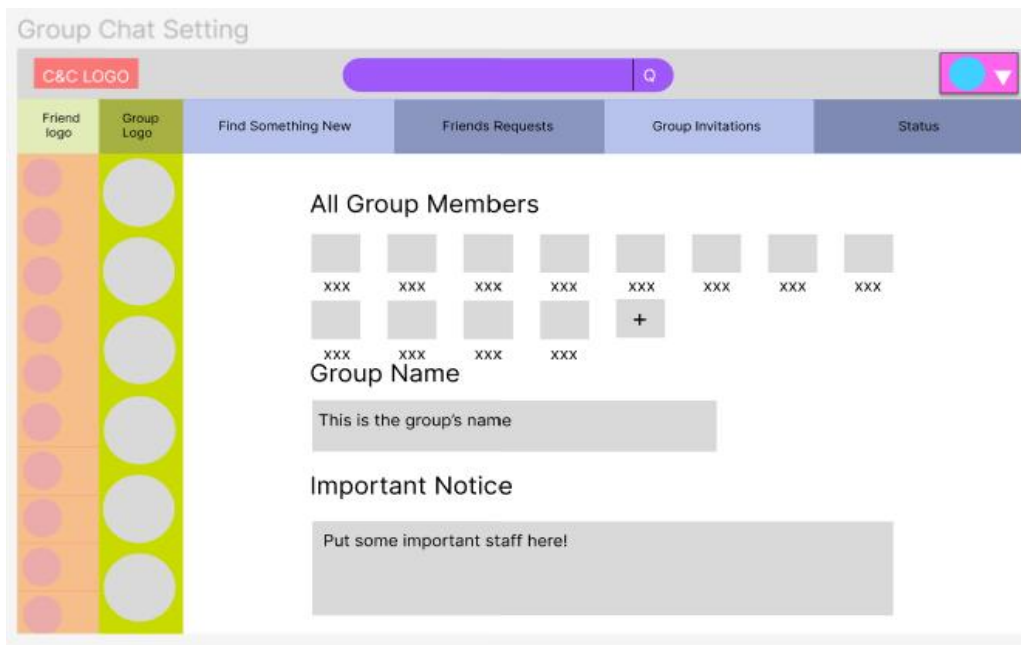 Group Chat Setting
C&C LOGO
Q
Friend logo
Group Logo
Find Something New
Friends Requests
Group Invitations
Status
All Group Members
xxx xxx xxx xxx xxx xxx xxx xxx
+
xxx xxx xxx xxx
Group Name
This is the group's name
Important Notice
Put some important staff here!